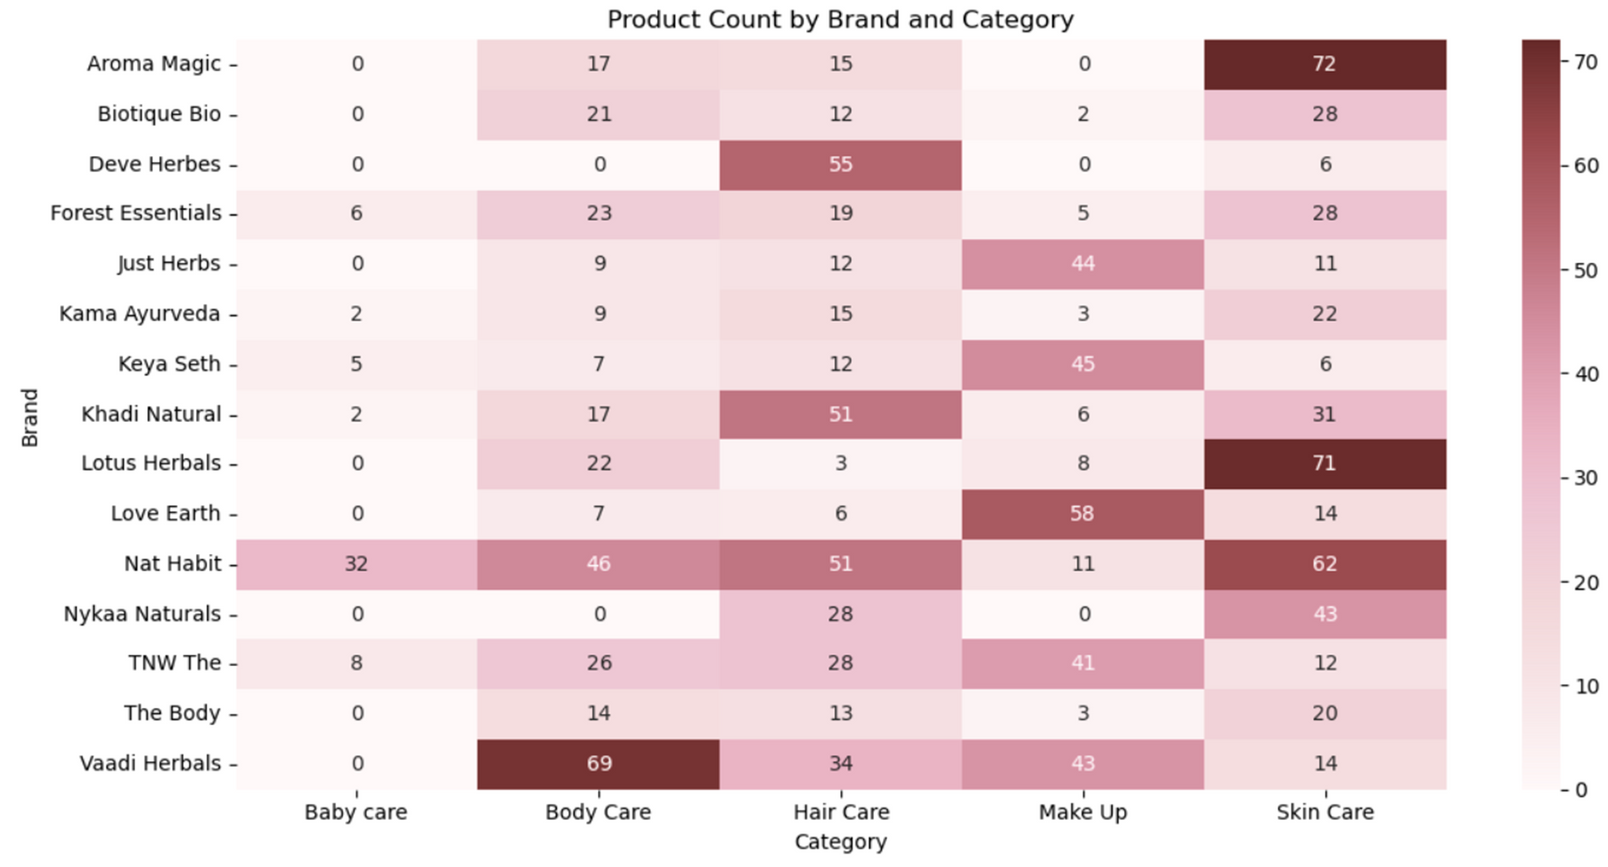 Product Count by Brand and Category
Aroma Magic 0 17 15 0 72
Biotique Bio 0 21 12 2 28
Deve Herbes 0 0 55 0 6
Forest Essentials 6 23 19 5 28
Just Herbs 0 9 12 44 11
Kama Ayurveda 2 9 15 3 22
Keya Seth 5 7 12 45 6
Khadi Natural 2 17 51 6 31
Lotus Herbals 0 22 3 8 71
Love Earth 0 7 6 58 14
Nat Habit 32 46 51 11 62
Nykaa Naturals 0 0 28 0 43
TNW The 8 26 28 41 12
The Body 0 14 13 3 20
Vaadi Herbals 0 69 34 43 14
Baby care Body Care Hair Care Make Up Skin Care
Category
Brand
70
60
50
40
30
20
10
0